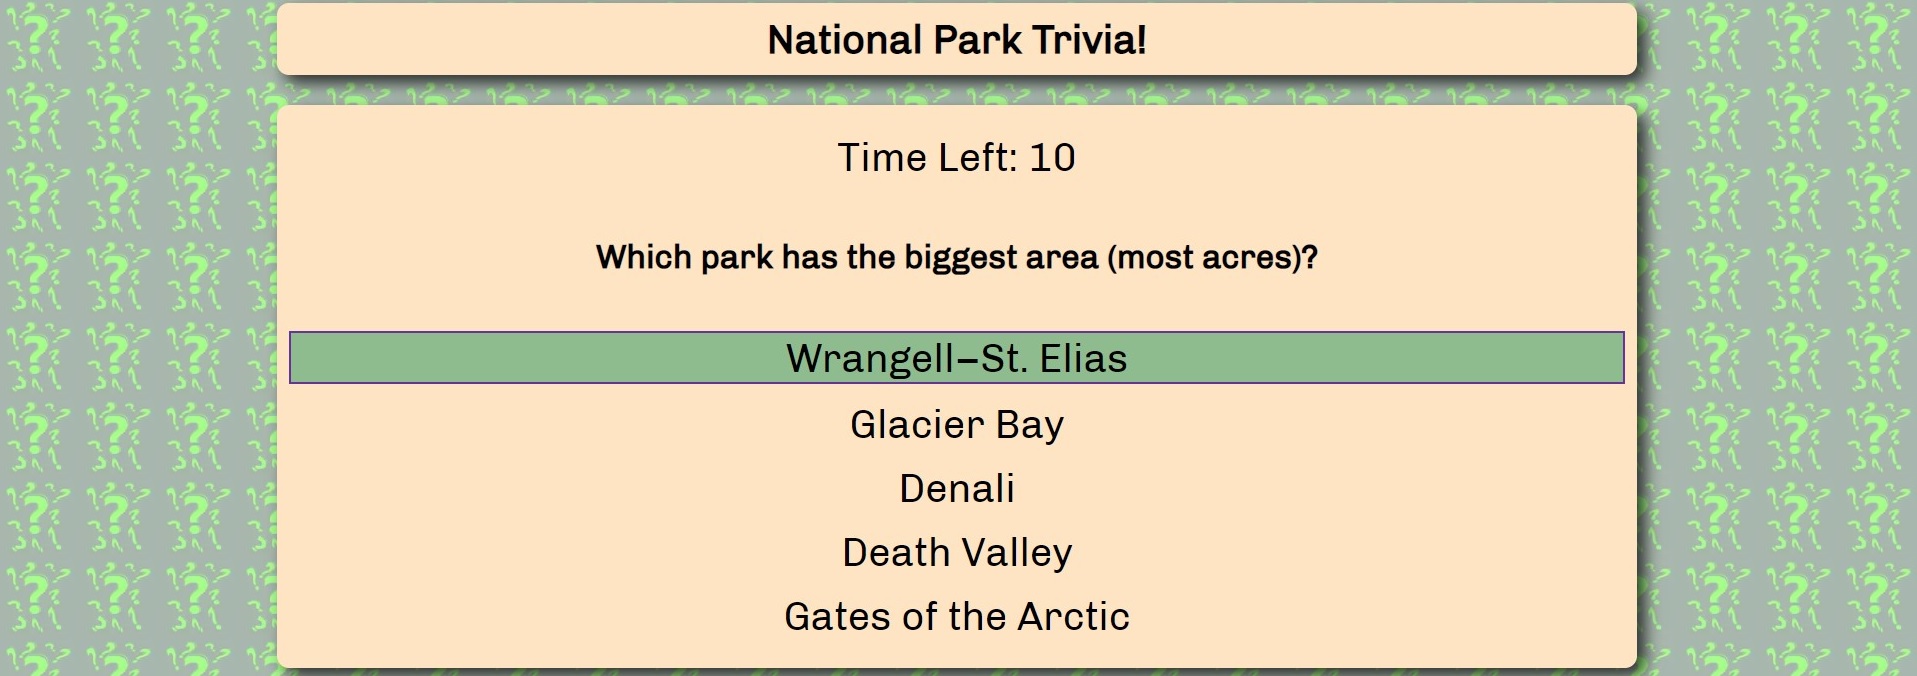 National Park Trivia!
Time Left: 10
Which park has the biggest area (most acres)?
Wrangell–St. Elias
Glacier Bay
Denali
Death Valley
Gates of the Arctic